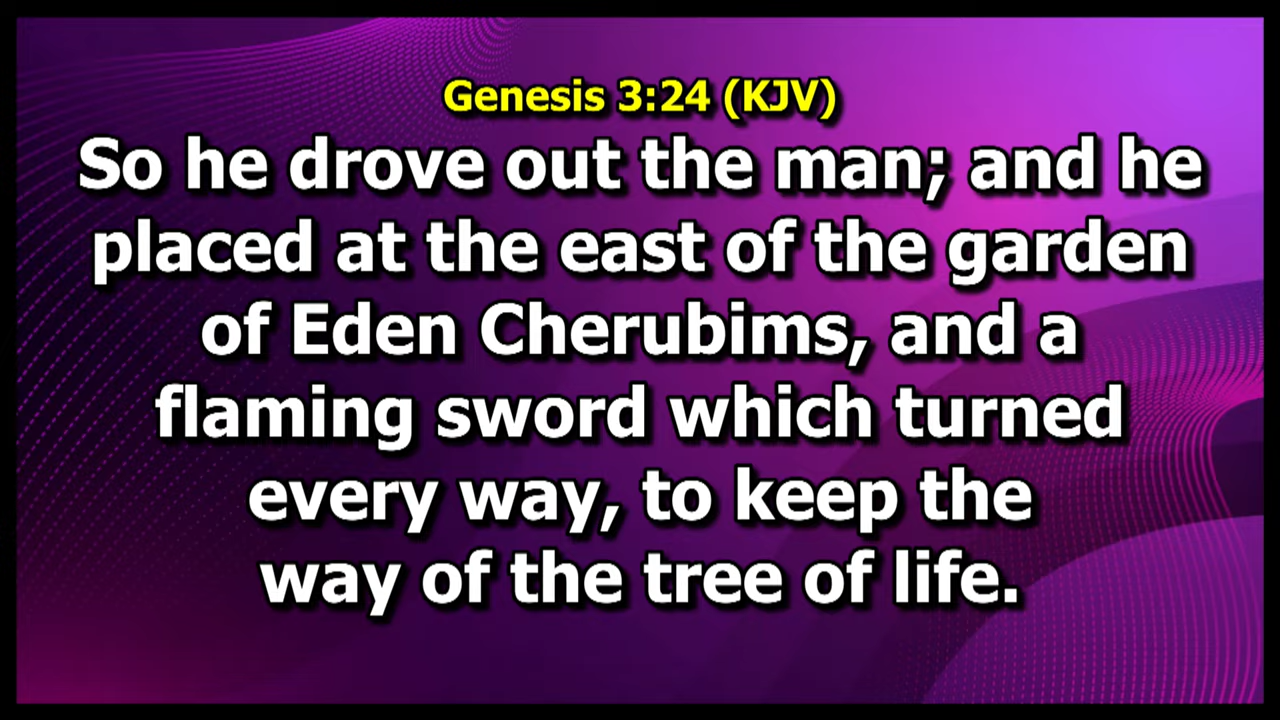 Genesis 3:24 (KJV)
So he drove out the man; and he
placed at the east of the garden
of Eden Cherubims, and a
flaming sword which turned
every way, to keep the
way of the tree of life.